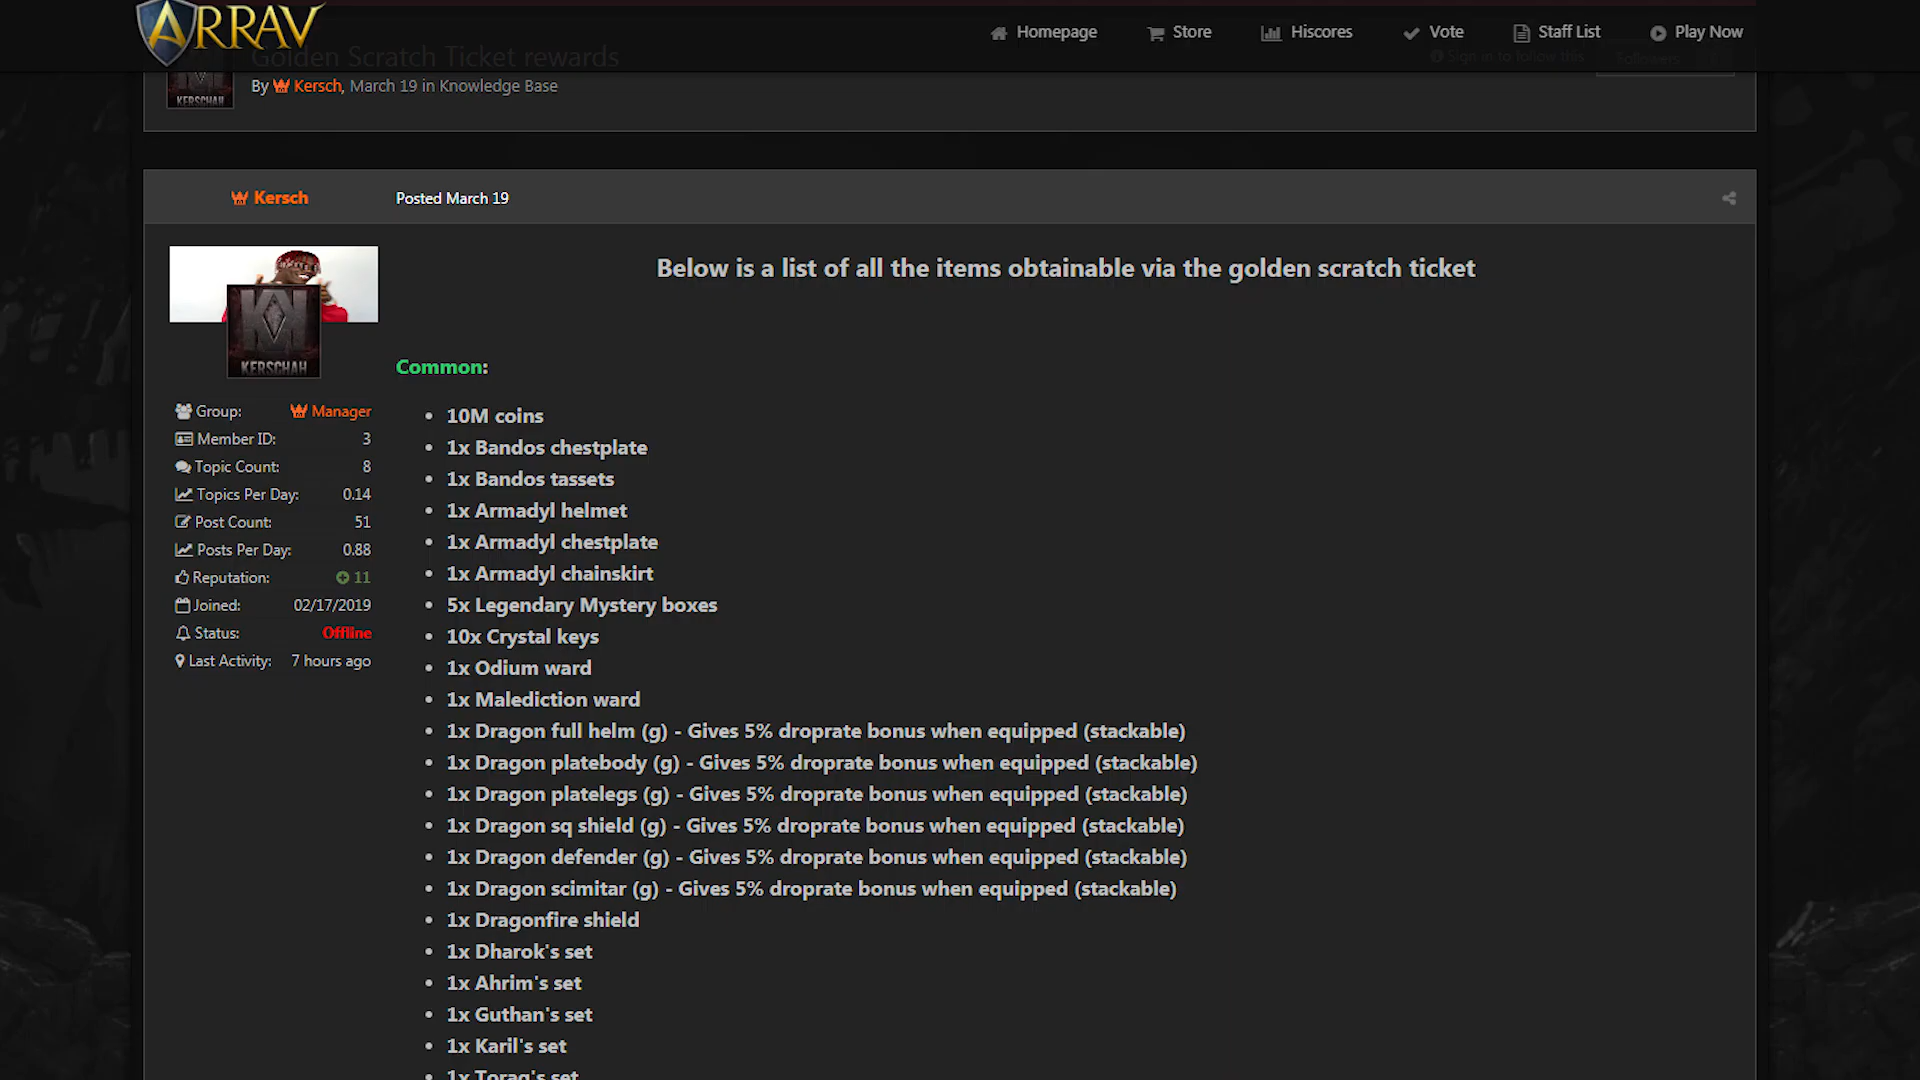 ARRAV
Homepage
Store
Hiscores
Vote
Staff List
Play Now
Golden Scratch Ticket rewards
Sign in to follow this
Followers
By Kersch, March 19 in Knowledge Base
KERSCHAH
Kersch
Posted March 19
KERSCHAH
Group: Manager
Member ID: 3
Topic Count: 8
Topics Per Day: 0.14
Post Count: 51
Posts Per Day: 0.88
Reputation: 11
Joined: 02/17/2019
Status: Offline
Last Activity: 7 hours ago
Below is a list of all the items obtainable via the golden scratch ticket
Common:
• 10M coins
• 1x Bandos chestplate
• 1x Bandos tassets
• 1x Armadyl helmet
• 1x Armadyl chestplate
• 1x Armadyl chainskirt
• 5x Legendary Mystery boxes
• 10x Crystal keys
• 1x Odium ward
• 1x Malediction ward
• 1x Dragon full helm (g) - Gives 5% droprate bonus when equipped (stackable)
• 1x Dragon platebody (g) - Gives 5% droprate bonus when equipped (stackable)
• 1x Dragon platelegs (g) - Gives 5% droprate bonus when equipped (stackable)
• 1x Dragon sq shield (g) - Gives 5% droprate bonus when equipped (stackable)
• 1x Dragon defender (g) - Gives 5% droprate bonus when equipped (stackable)
• 1x Dragon scimitar (g) - Gives 5% droprate bonus when equipped (stackable)
• 1x Dragonfire shield
• 1x Dharok's set
• 1x Ahrim's set
• 1x Guthan's set
• 1x Karil's set
• 1x Torag's set